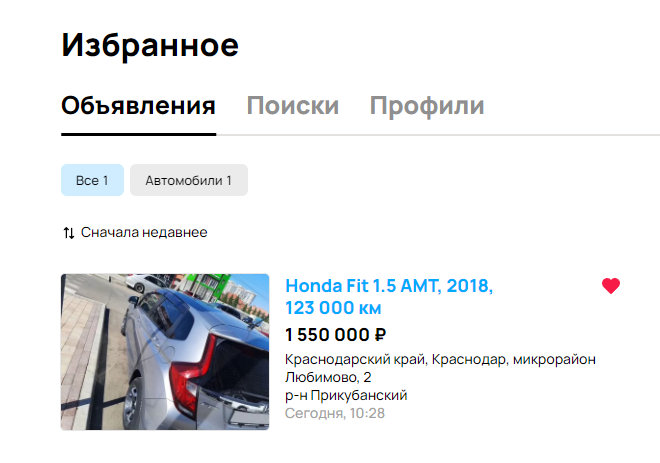 Избранное
Объявления Поиски Профили
Все 1 Автомобили 1
Сначала недавнее
Honda Fit 1.5 AMT, 2018,
123 000 км
1 550 000 ₽
Краснодарский край, Краснодар, микрорайон
Любимово, 2
р-н Прикубанский
Сегодня, 10:28